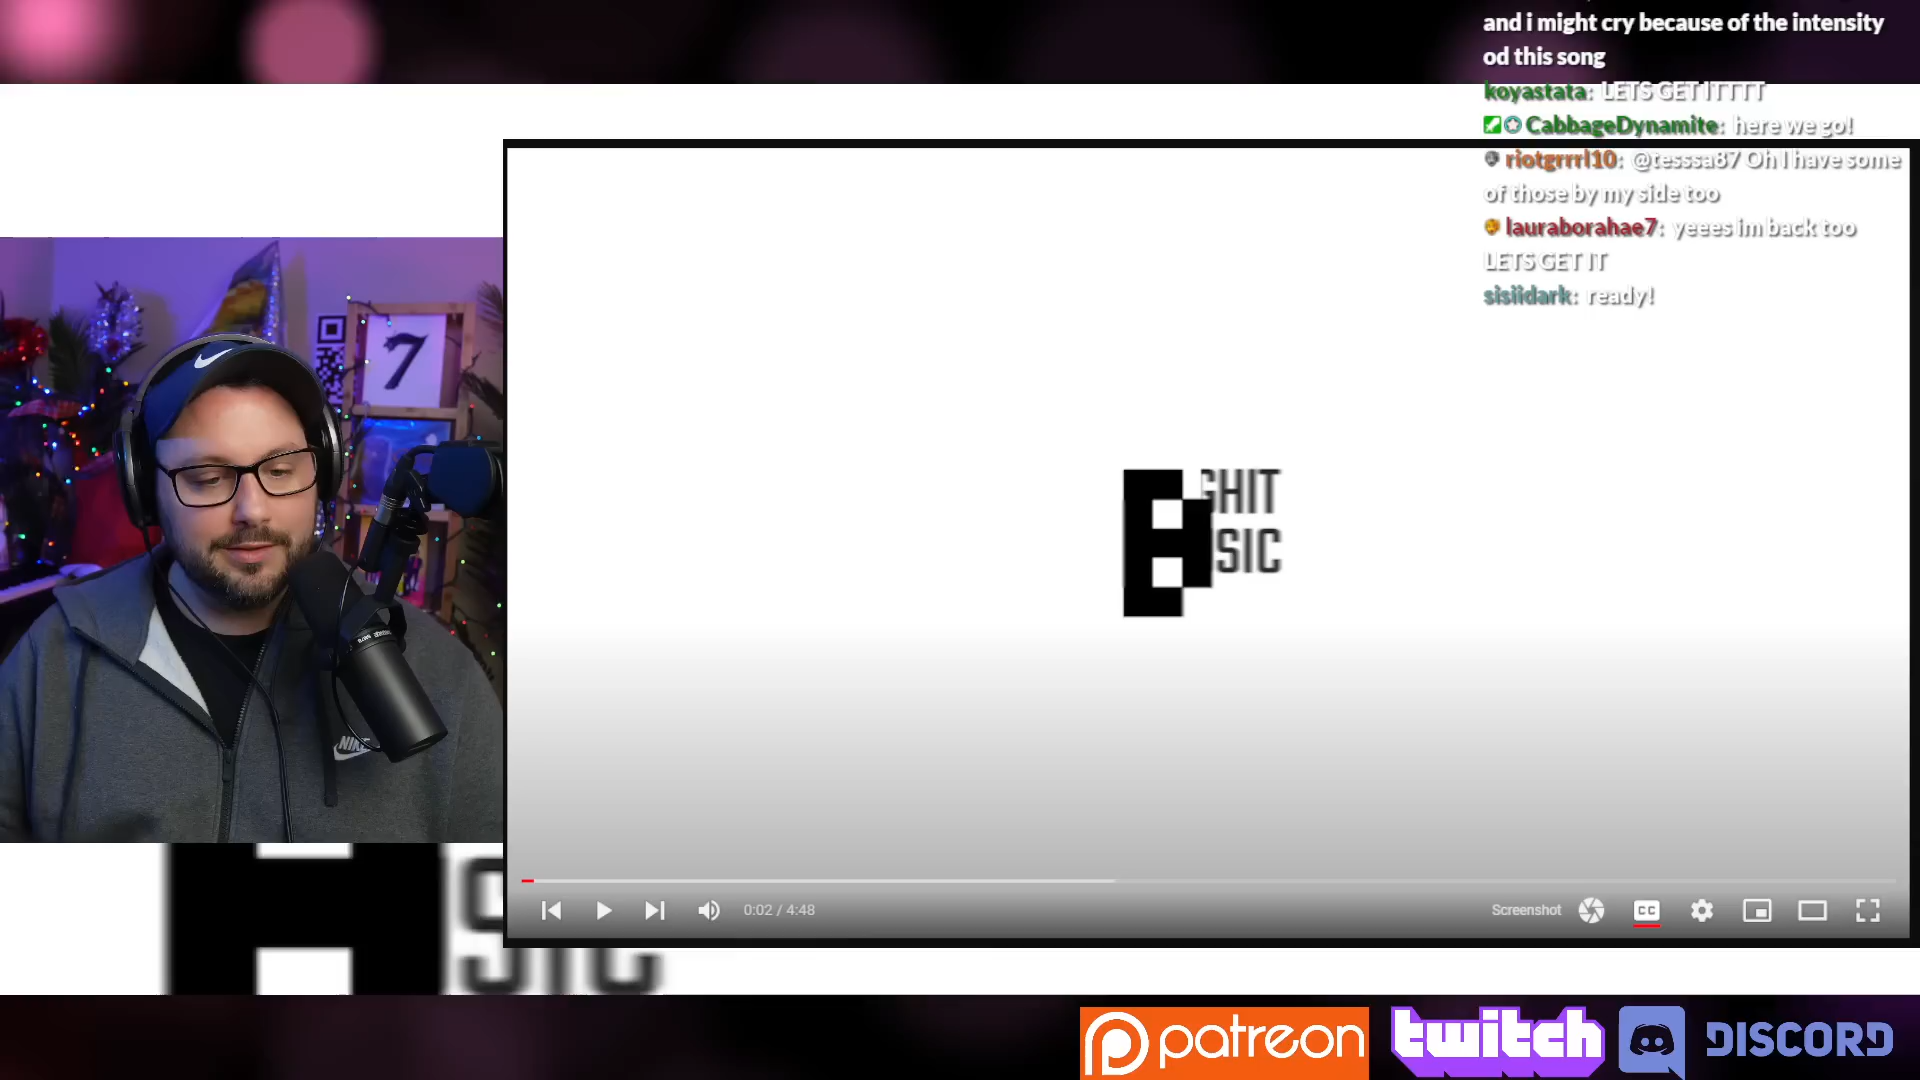 and i might cry because of the intensity
od this song
koyastata: LETS GET ITTTT
CabbageDynamite: here we go!
riotgrrrl10: @tesssa87 Oh I have some
of those by my side too
lauraborahae7: yeees im back too
LETS GET IT
sisiidark: ready!
7
GHIT
SIC
NIKE
SIC
0:02 / 4:48
Screenshot
CC
patreon
twitch
DISCORD